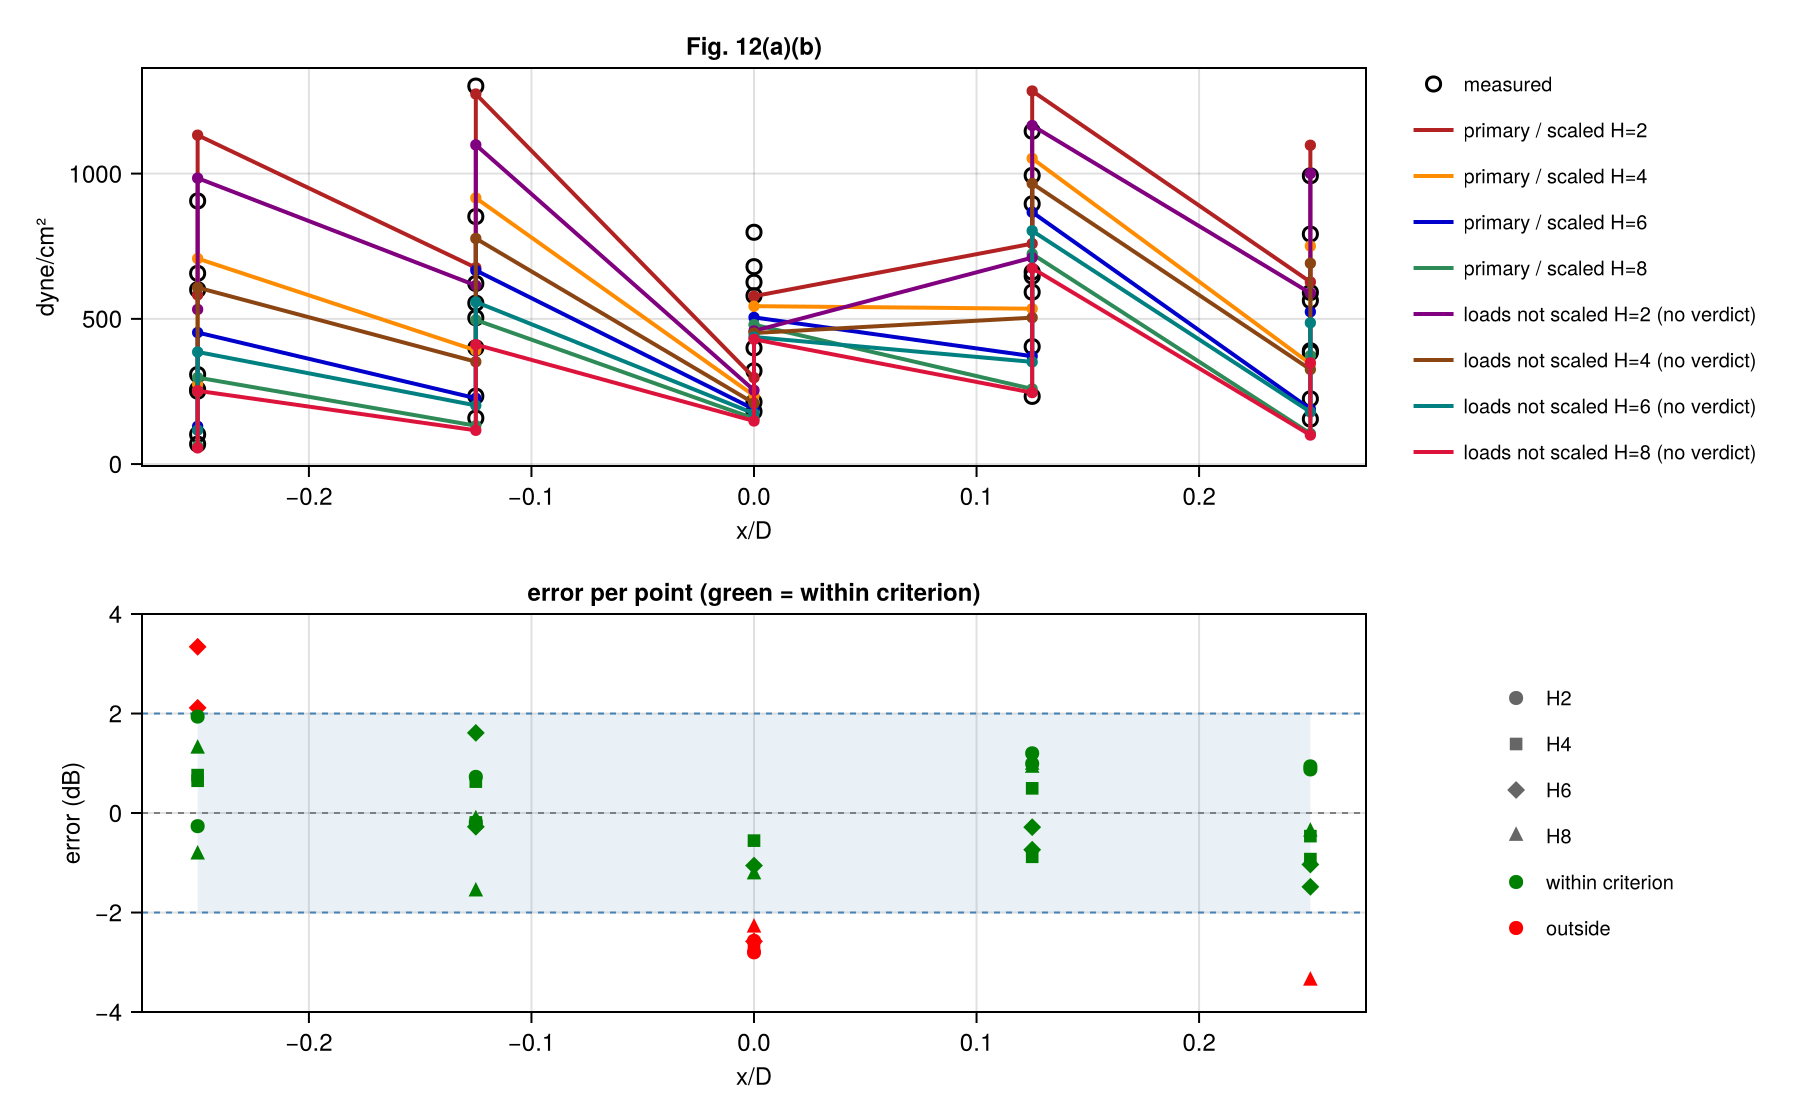 Fig. 12(a)(b)
dyne/cm²
1000
500
0
−0.2
−0.1
0.0
0.1
0.2
x/D
measured
primary / scaled H=2
primary / scaled H=4
primary / scaled H=6
primary / scaled H=8
loads not scaled H=2 (no verdict)
loads not scaled H=4 (no verdict)
loads not scaled H=6 (no verdict)
loads not scaled H=8 (no verdict)
error per point (green = within criterion)
error (dB)
4
2
0
−2
−4
−0.2
−0.1
0.0
0.1
0.2
x/D
H2
H4
H6
H8
within criterion
outside